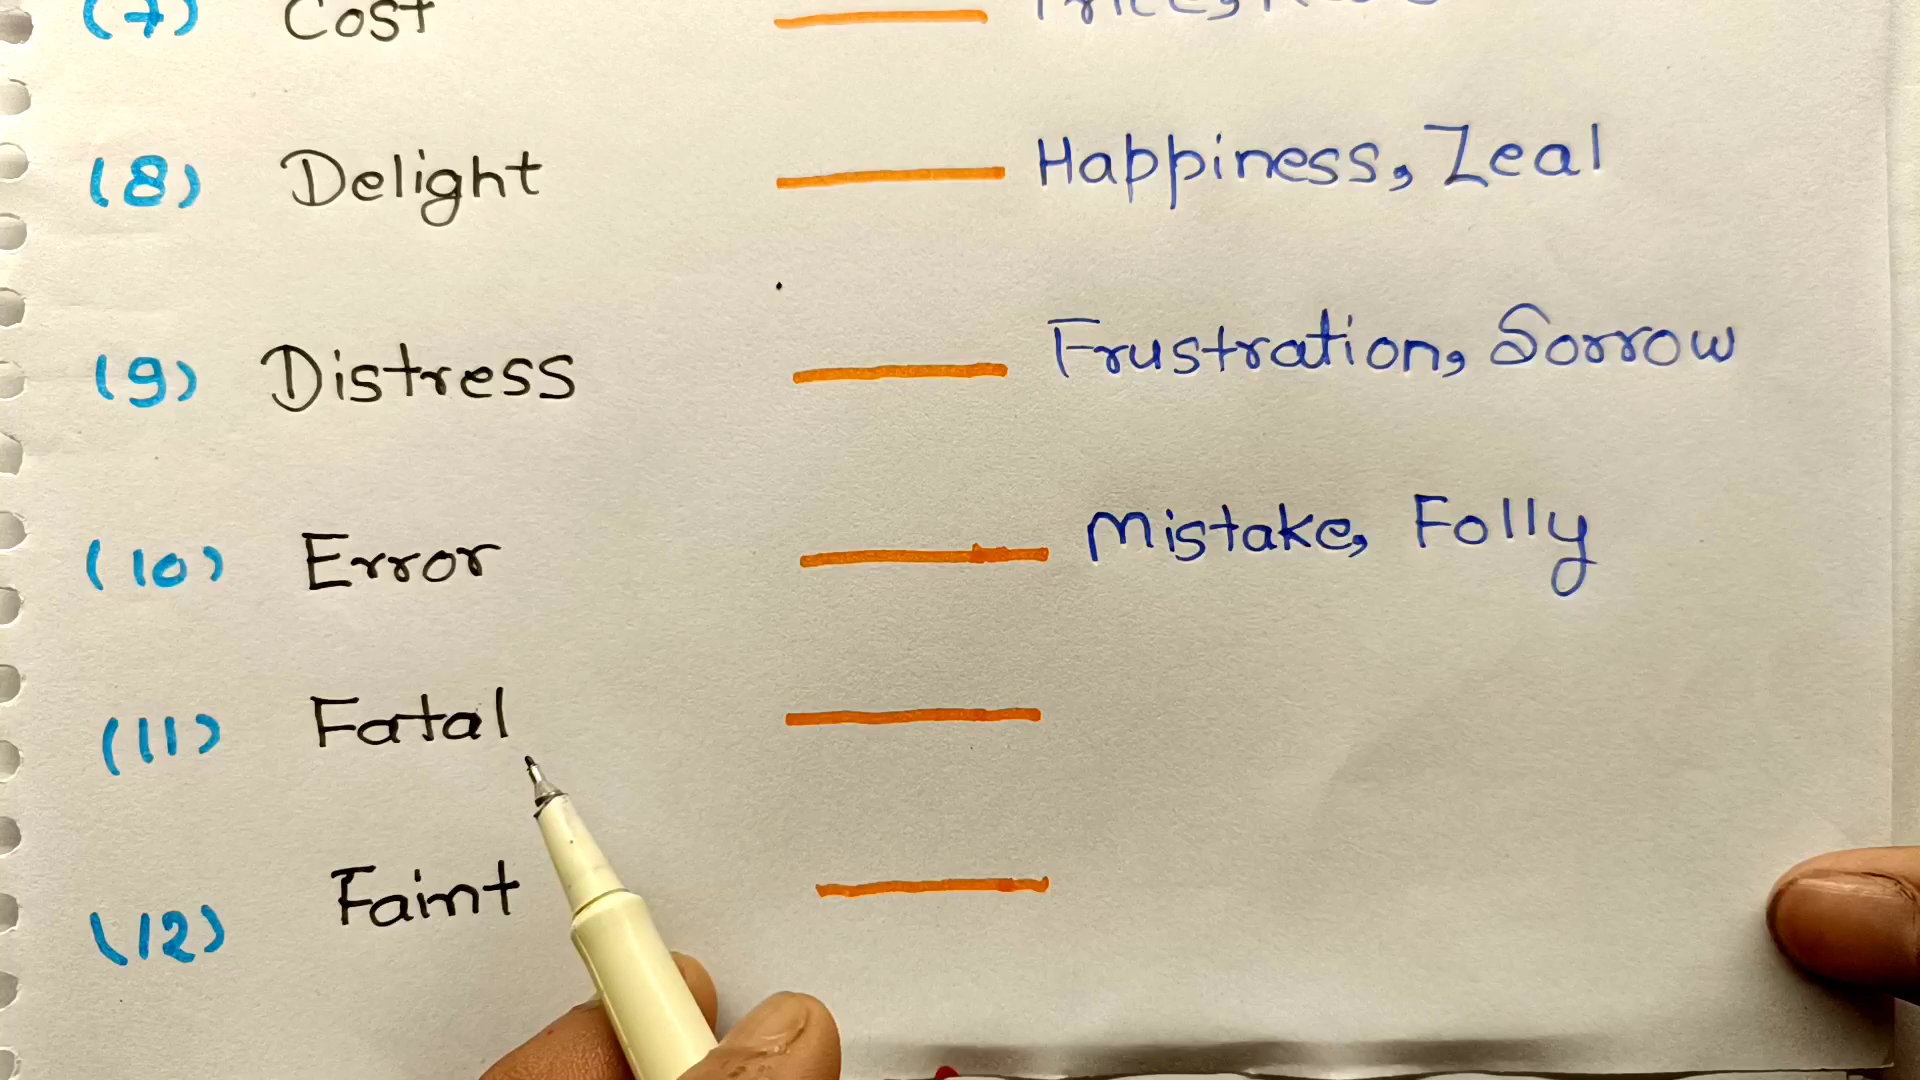 (7) Cost
(8) Delight Happiness, Zeal
(9) Distress Frustration, Sorrow
(10) Error Mistake, Folly
(11) Fatal
(12) Faint